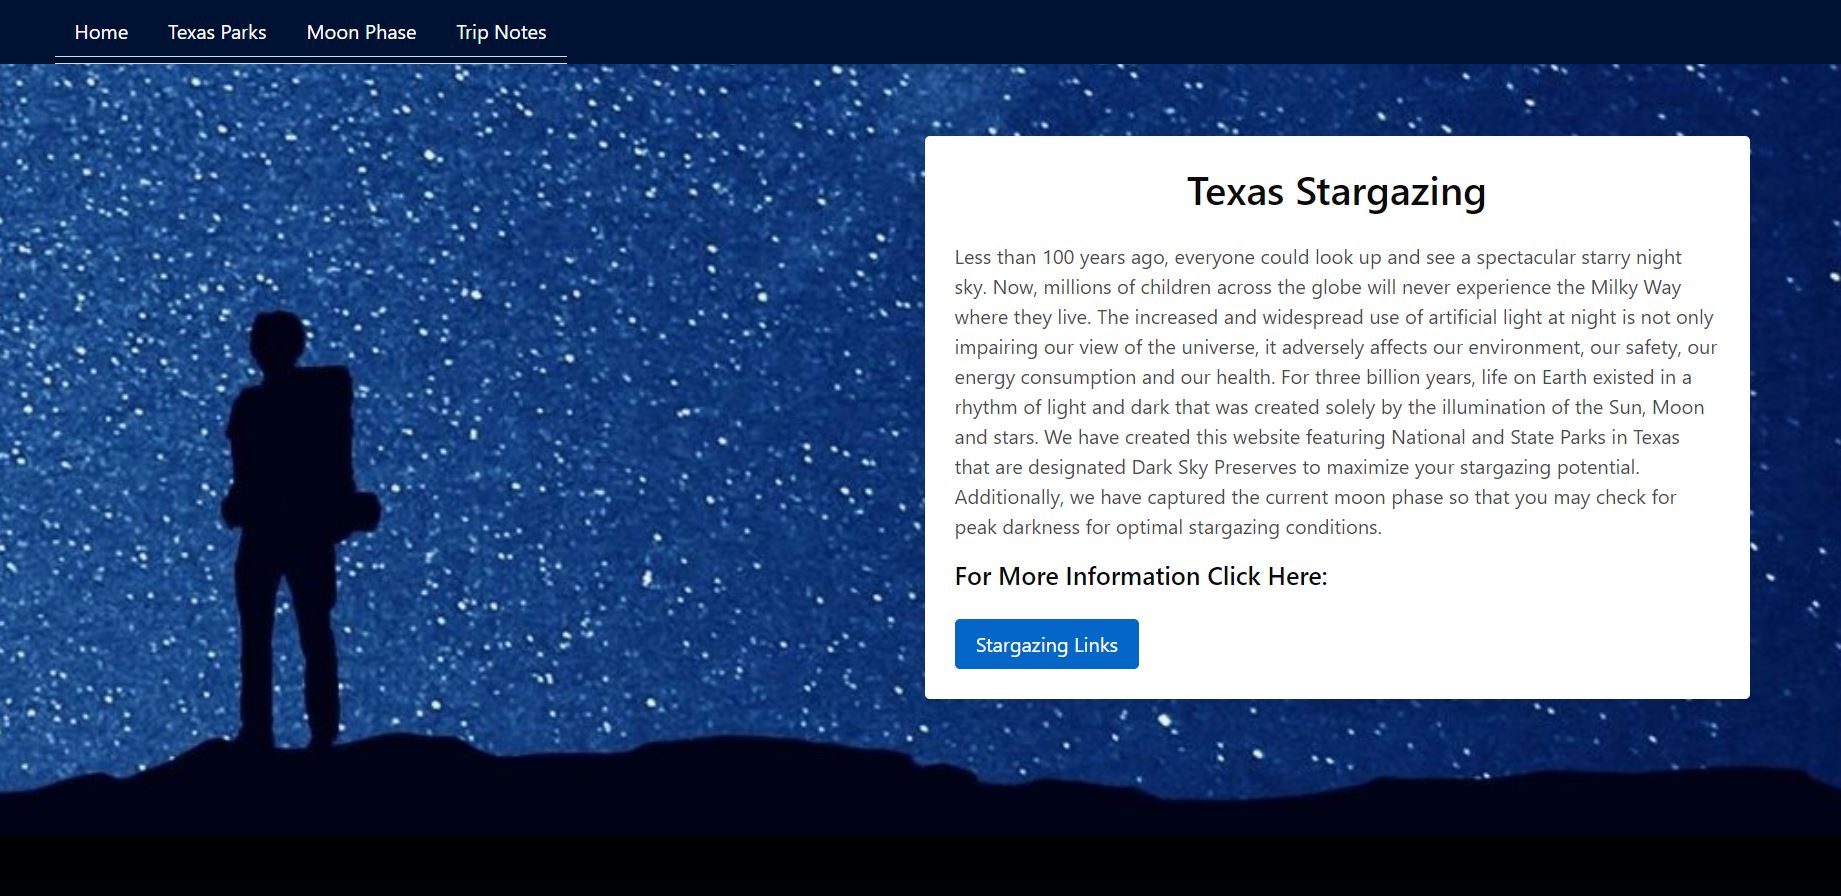 Home Texas Parks Moon Phase Trip Notes
Texas Stargazing
Less than 100 years ago, everyone could look up and see a spectacular starry night
sky. Now, millions of children across the globe will never experience the Milky Way
where they live. The increased and widespread use of artificial light at night is not only
impairing our view of the universe, it adversely affects our environment, our safety, our
energy consumption and our health. For three billion years, life on Earth existed in a
rhythm of light and dark that was created solely by the illumination of the Sun, Moon
and stars. We have created this website featuring National and State Parks in Texas
that are designated Dark Sky Preserves to maximize your stargazing potential.
Additionally, we have captured the current moon phase so that you may check for
peak darkness for optimal stargazing conditions.
For More Information Click Here:
Stargazing Links